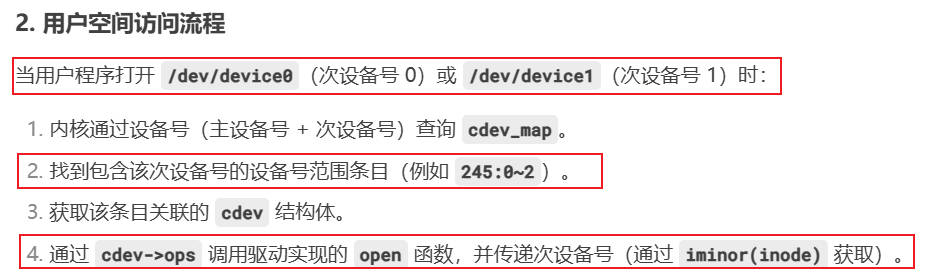 2. 用户空间访问流程
当用户程序打开 /dev/device0（次设备号 0）或 /dev/device1（次设备号 1）时：
1. 内核通过设备号（主设备号 + 次设备号）查询 cdev_map。
2. 找到包含该次设备号的设备号范围条目（例如 245:0~2）。
3. 获取该条目关联的 cdev 结构体。
4. 通过 cdev->ops 调用驱动实现的 open 函数，并传递次设备号（通过 iminor(inode) 获取）。